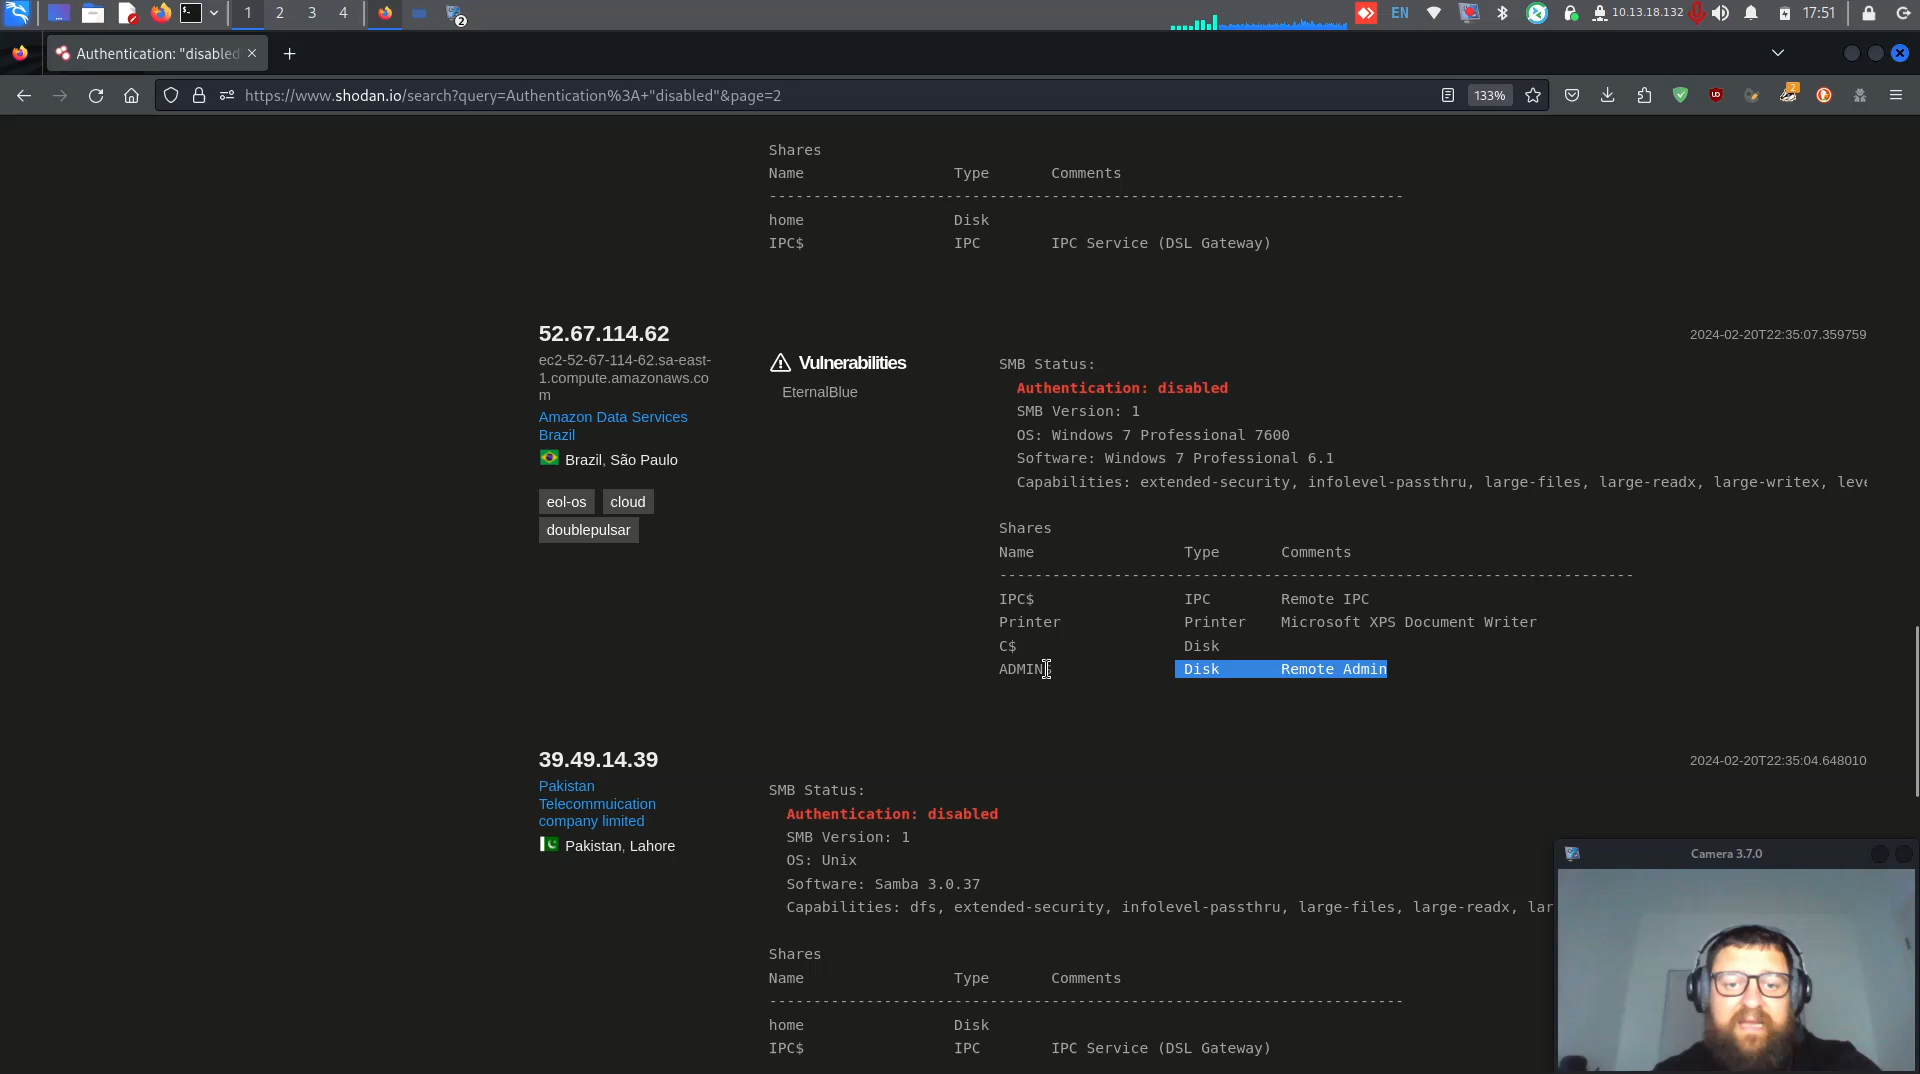 1 2 3 4 2 EN 10.13.18.132 17:51
Authentication: "disabled
https://www.shodan.io/search?query=Authentication%3A+"disabled"&page=2 133% 2
Shares
Name Type Comments
------------------------------------------------------------------------
home Disk
IPC$ IPC IPC Service (DSL Gateway)
52.67.114.62
ec2-52-67-114-62.sa-east-
1.compute.amazonaws.co
m
Amazon Data Services
Brazil
Brazil, São Paulo
eol-os cloud
doublepulsar
Vulnerabilities
EternalBlue
2024-02-20T22:35:07.359759
SMB Status:
Authentication: disabled
SMB Version: 1
OS: Windows 7 Professional 7600
Software: Windows 7 Professional 6.1
Capabilities: extended-security, infolevel-passthru, large-files, large-readx, large-writex, leve
Shares
Name Type Comments
------------------------------------------------------------------------
IPC$ IPC Remote IPC
Printer Printer Microsoft XPS Document Writer
C$ Disk
ADMIN$ Disk Remote Admin
39.49.14.39
Pakistan
Telecommuication
company limited
Pakistan, Lahore
2024-02-20T22:35:04.648010
SMB Status:
Authentication: disabled
SMB Version: 1
OS: Unix
Software: Samba 3.0.37
Capabilities: dfs, extended-security, infolevel-passthru, large-files, large-readx, lar
Shares
Name Type Comments
------------------------------------------------------------------------
home Disk
IPC$ IPC IPC Service (DSL Gateway)
Camera 3.7.0